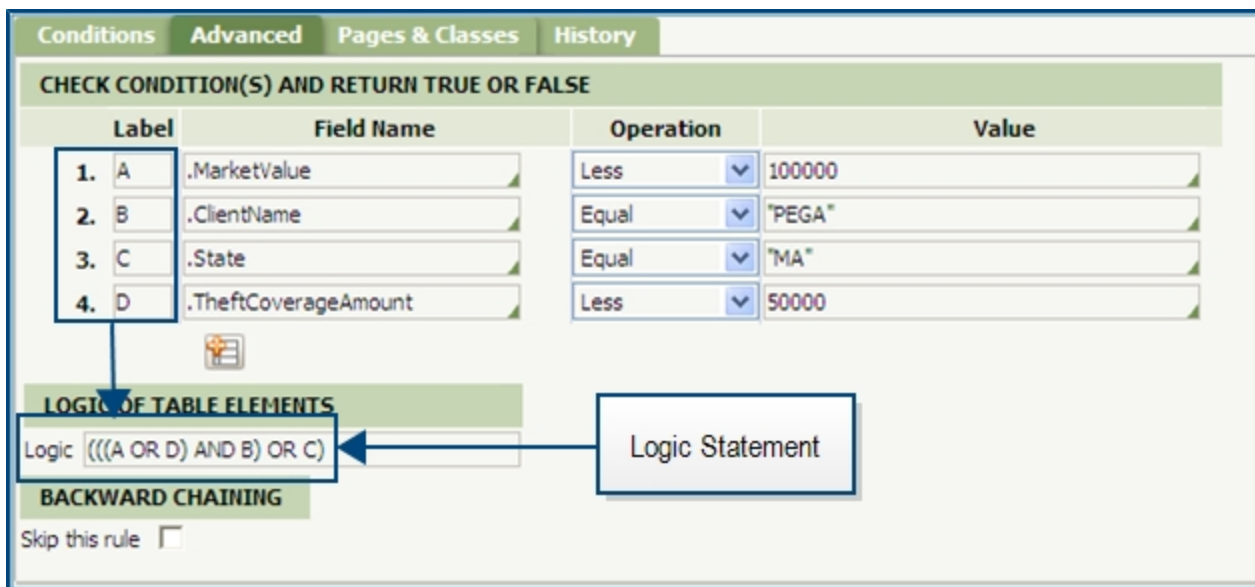 Conditions Advanced Pages & Classes History
CHECK CONDITION(S) AND RETURN TRUE OR FALSE
Label Field Name Operation Value
1. A .MarketValue Less 100000
2. B .ClientName Equal "PEGA"
3. C .State Equal "MA"
4. D .TheftCoverageAmount Less 50000
LOGIC OF TABLE ELEMENTS
Logic (((A OR D) AND B) OR C)
Logic Statement
BACKWARD CHAINING
Skip this rule